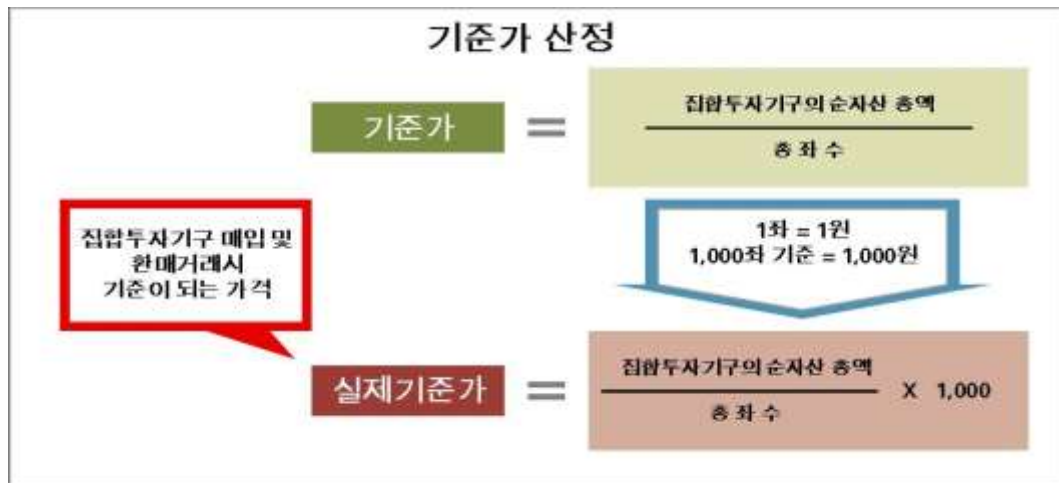 기준가 산정
기준가
=
집합투자기구의 순자산 총액
총 좌 수
집합투자기구 매입 및
환매거래시
기준이 되는 가격
1좌 = 1원
1,000좌 기준 = 1,000원
실제기준가
=
집합투자기구의 순자산 총액
총 좌 수
X 1,000